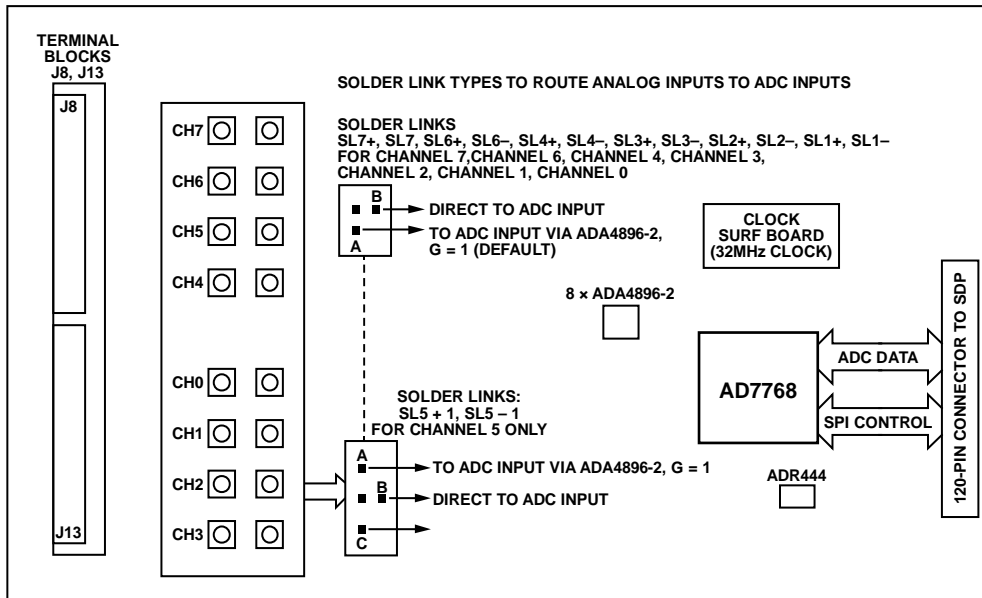 TERMINAL
BLOCKS
J8, J13
J8
J13
CH7
CH6
CH5
CH4
CH0
CH1
CH2
CH3
SOLDER LINK TYPES TO ROUTE ANALOG INPUTS TO ADC INPUTS
SOLDER LINKS
SL7+, SL7, SL6+, SL6–, SL4+, SL4–, SL3+, SL3–, SL2+, SL2–, SL1+, SL1–
FOR CHANNEL 7,CHANNEL 6, CHANNEL 4, CHANNEL 3,
CHANNEL 2, CHANNEL 1, CHANNEL 0
B
DIRECT TO ADC INPUT
A
TO ADC INPUT VIA ADA4896-2,
G = 1 (DEFAULT)
SOLDER LINKS:
SL5 + 1, SL5 – 1
FOR CHANNEL 5 ONLY
A
TO ADC INPUT VIA ADA4896-2, G = 1
B
DIRECT TO ADC INPUT
C
8 × ADA4896-2
CLOCK
SURF BOARD
(32MHz CLOCK)
AD7768
ADC DATA
SPI CONTROL
ADR444
120-PIN CONNECTOR TO SDP